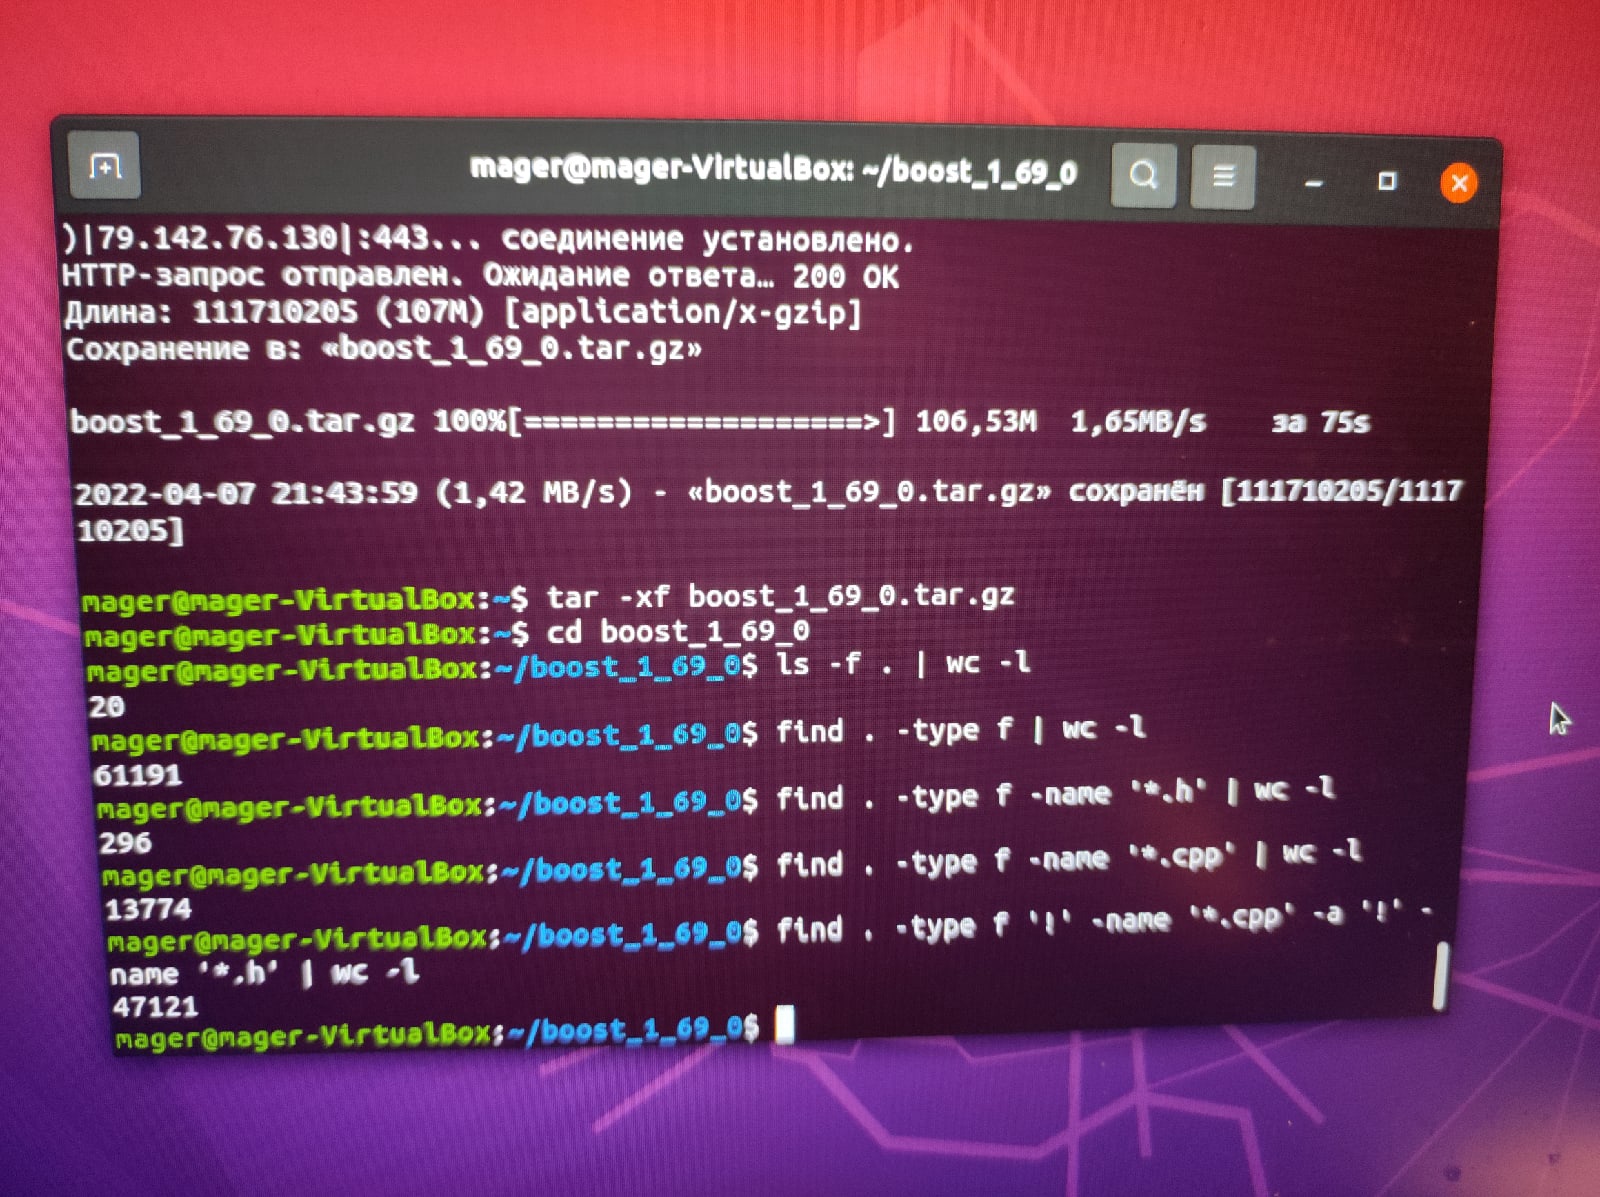 mager@mager-VirtualBox: ~/boost_1_69_0
)|79.142.76.130|:443... соединение установлено.
HTTP-запрос отправлен. Ожидание ответа… 200 OK
Длина: 111710205 (107M) [application/x-gzip]
Сохранение в: «boost_1_69_0.tar.gz»
boost_1_69_0.tar.gz 100%[===================>] 106,53M 1,65MB/s за 75s
2022-04-07 21:43:59 (1,42 MB/s) - «boost_1_69_0.tar.gz» сохранён [111710205/1117
10205]
mager@mager-VirtualBox:~$ tar -xf boost_1_69_0.tar.gz
mager@mager-VirtualBox:~$ cd boost_1_69_0
mager@mager-VirtualBox:~/boost_1_69_0$ ls -f . | wc -l
20
mager@mager-VirtualBox:~/boost_1_69_0$ find . -type f | wc -l
61191
mager@mager-VirtualBox:~/boost_1_69_0$ find . -type f -name '*.h' | wc -l
296
mager@mager-VirtualBox:~/boost_1_69_0$ find . -type f -name '*.cpp' | wc -l
13774
mager@mager-VirtualBox:~/boost_1_69_0$ find . -type f '!' -name '*.cpp' -a '!' -
name '*.h' | wc -l
47121
mager@mager-VirtualBox:~/boost_1_69_0$